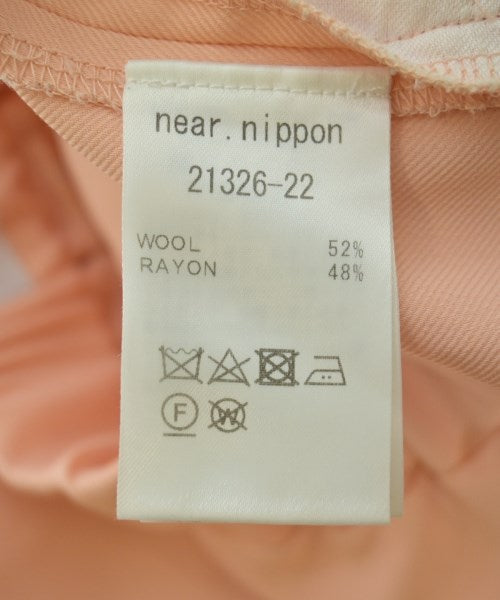 near.nippon
21326-22
WOOL 52%
RAYON 48%
F W